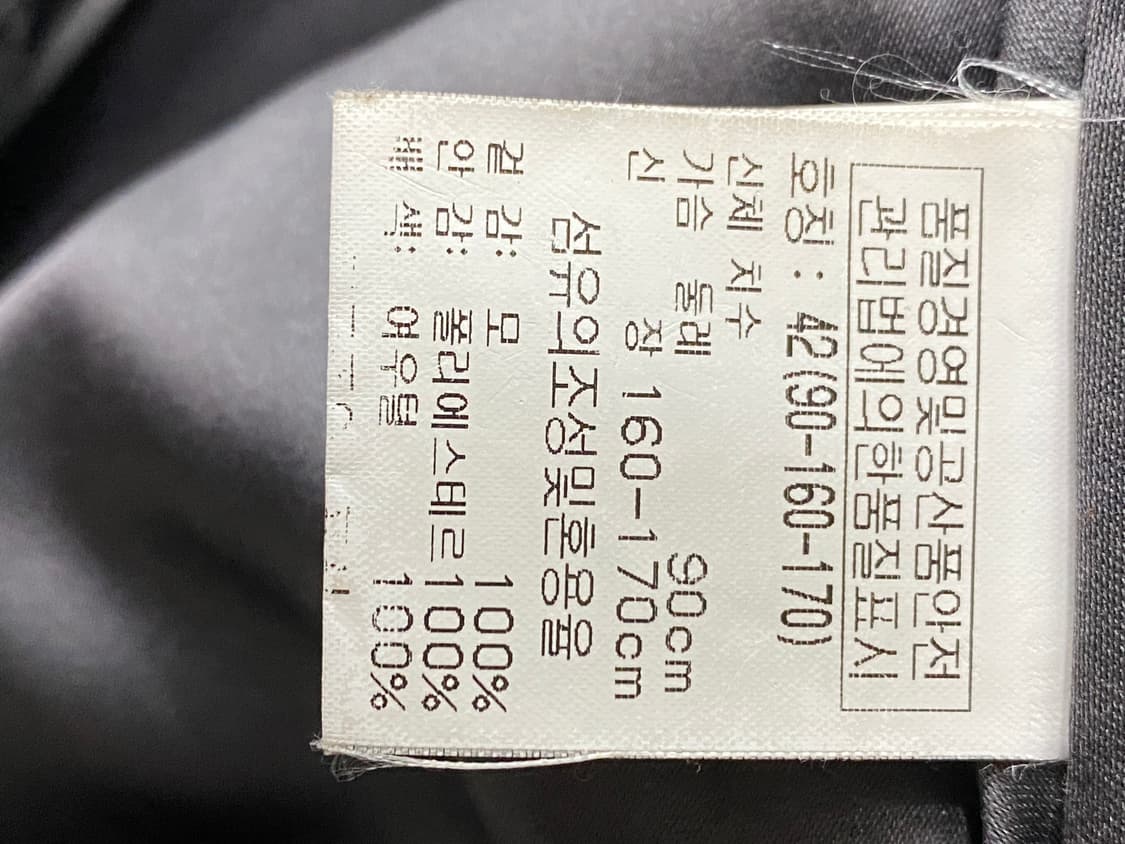 품질경영및공산품안전
관리법에의한품질표시
호칭 : 42(90-160-170)
신체 치수
가슴 둘레 90cm
신 장 160-170cm
섬유의조성및혼용율
겉 감: 모 100%
안 감: 폴리에스테르100%
배 색: 여우털 100%